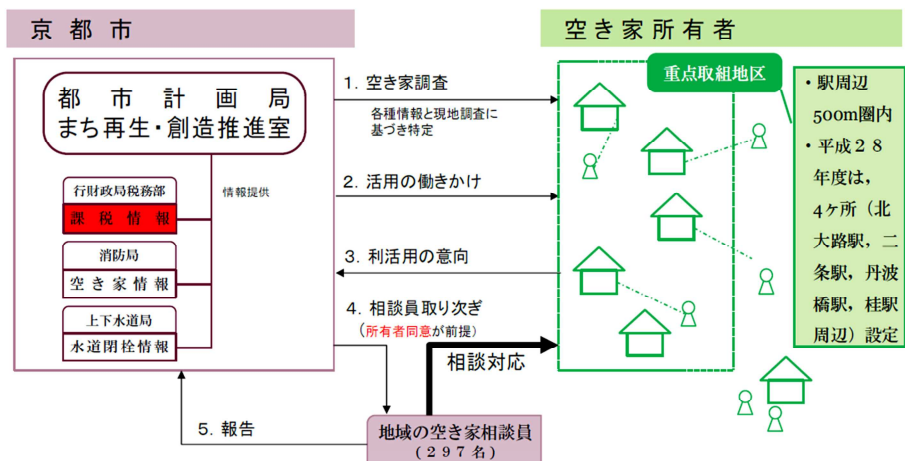 京都市
空き家所有者
都市計画局
まち再生・創造推進室
行財政局税務部
課税情報
情報提供
消防局
空き家情報
上下水道局
水道閉栓情報
1. 空き家調査
各種情報と現地調査に
基づき特定
2. 活用の働きかけ
3. 利活用の意向
4. 相談員取り次ぎ
(所有者同意が前提)
相談対応
5. 報告
地域の空き家相談員
(297名)
重点取組地区
・駅周辺
500m圏内
・平成28
年度は,
4ケ所(北
大路駅,二
条駅,丹波
橋駅,桂駅
周辺)設定